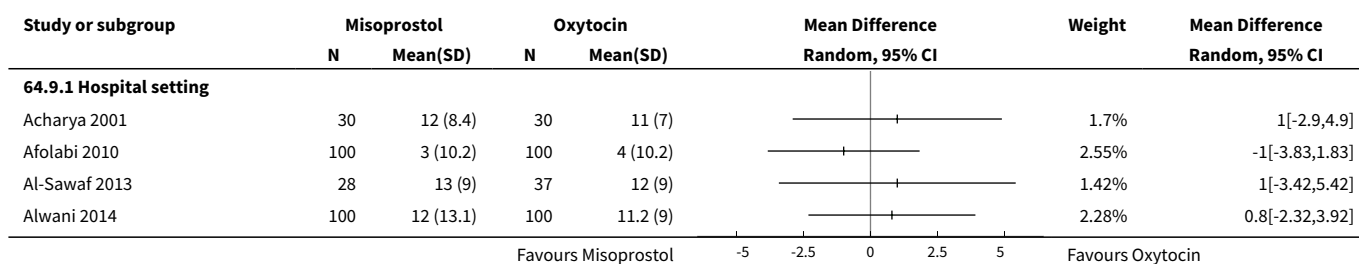 Study or subgroup Misoprostol Oxytocin Mean Difference Weight Mean Difference
N Mean(SD) N Mean(SD) Random, 95% CI Random, 95% CI
64.9.1 Hospital setting
Acharya 2001 30 12 (8.4) 30 11 (7) 1.7% 1[-2.9,4.9]
Afolabi 2010 100 3 (10.2) 100 4 (10.2) 2.55% -1[-3.83,1.83]
Al-Sawaf 2013 28 13 (9) 37 12 (9) 1.42% 1[-3.42,5.42]
Alwani 2014 100 12 (13.1) 100 11.2 (9) 2.28% 0.8[-2.32,3.92]
Favours Misoprostol -5 -2.5 0 2.5 5 Favours Oxytocin